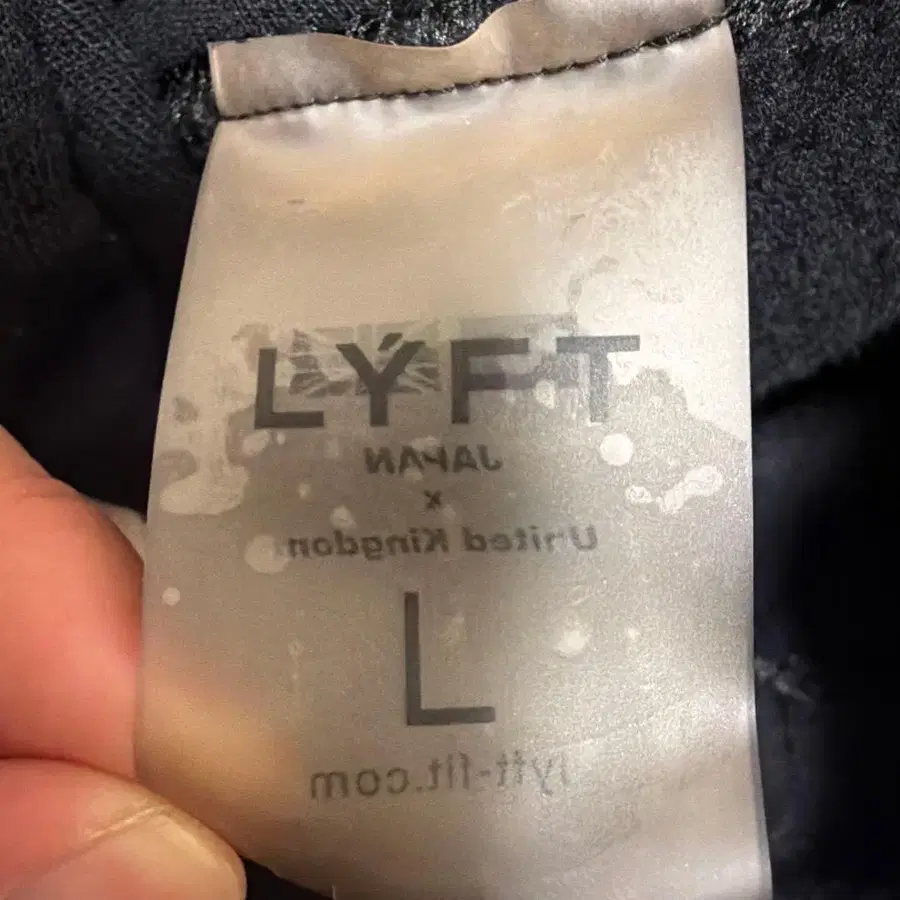 LÝFT
JAPAN
x
United Kingdom
L
lyft-fit.com